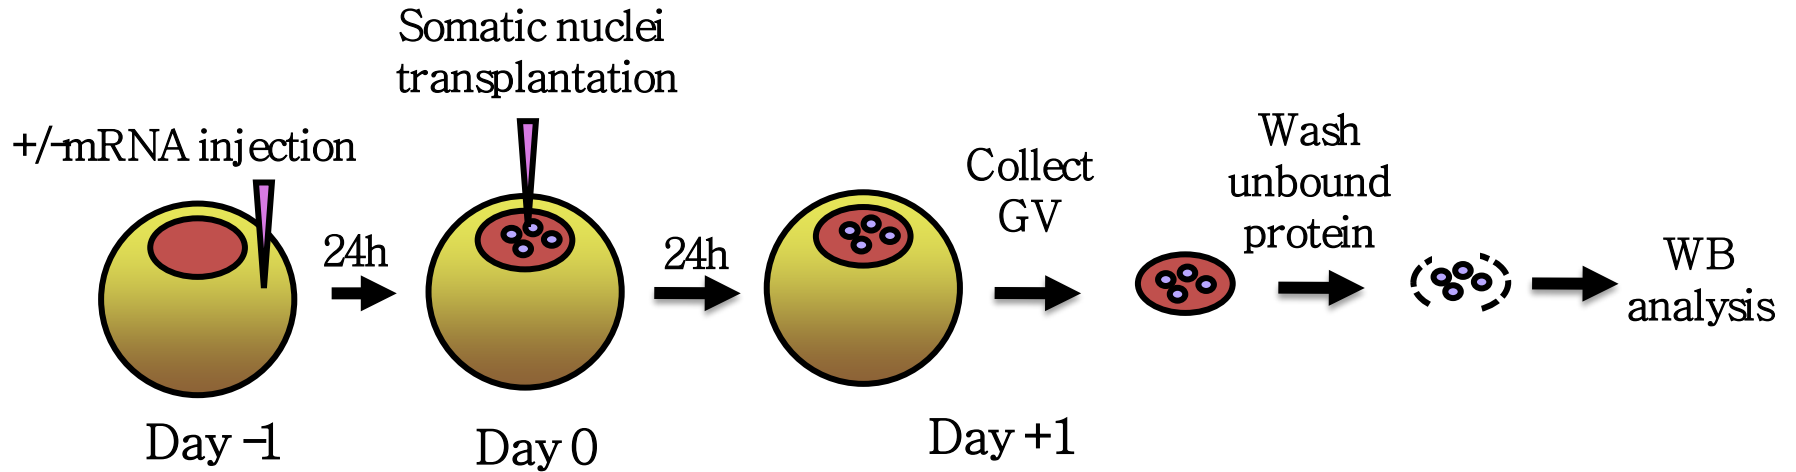 Somatic nuclei
transplantation
+/-mRNA injection
24h
24h
Collect
GV
Wash
unbound
protein
WB
analysis
Day -1
Day 0
Day +1